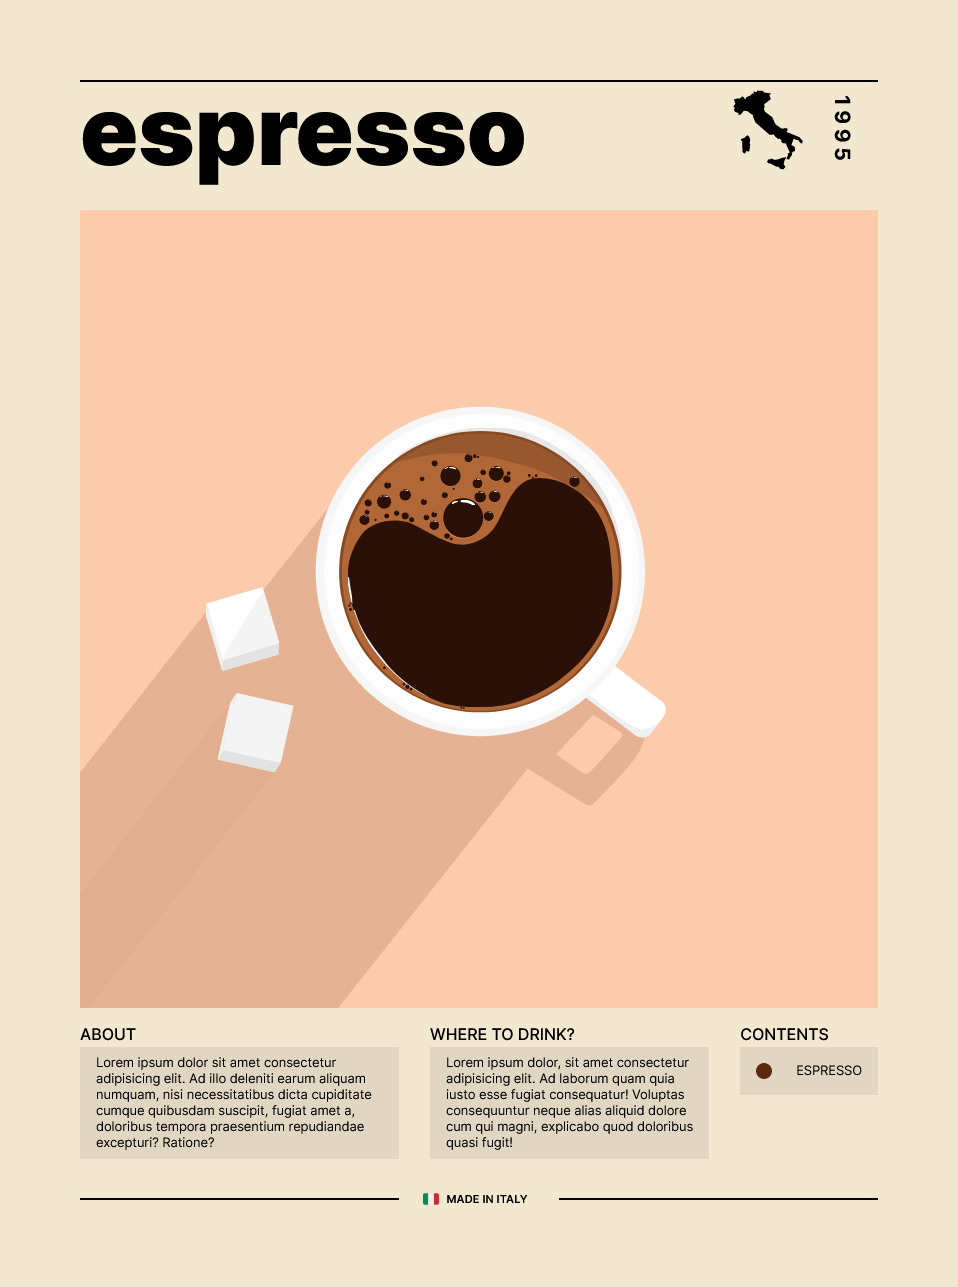 espresso
1995
ABOUT
Lorem ipsum dolor sit amet consectetur
adipisicing elit. Ad illo deleniti earum aliquam
numquam, nisi necessitatibus dicta cupiditate
cumque quibusdam suscipit, fugiat amet a,
doloribus tempora praesentium repudiandae
excepturi? Ratione?
WHERE TO DRINK?
Lorem ipsum dolor, sit amet consectetur
adipisicing elit. Ad laborum quam quia
iusto esse fugiat consequatur! Voluptas
consequuntur neque alias aliquid dolore
cum qui magni, explicabo quod doloribus
quasi fugit!
CONTENTS
ESPRESSO
MADE IN ITALY